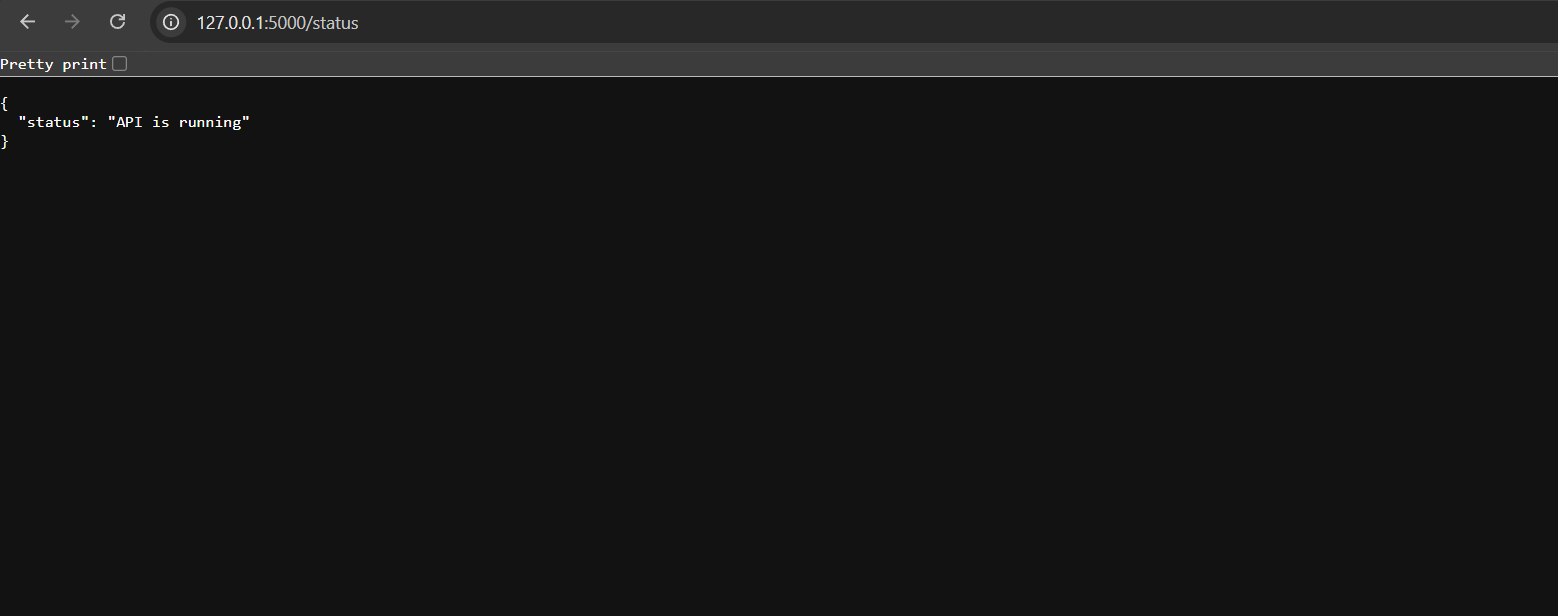 127.0.0.1:5000/status
Pretty print
{
  "status": "API is running"
}